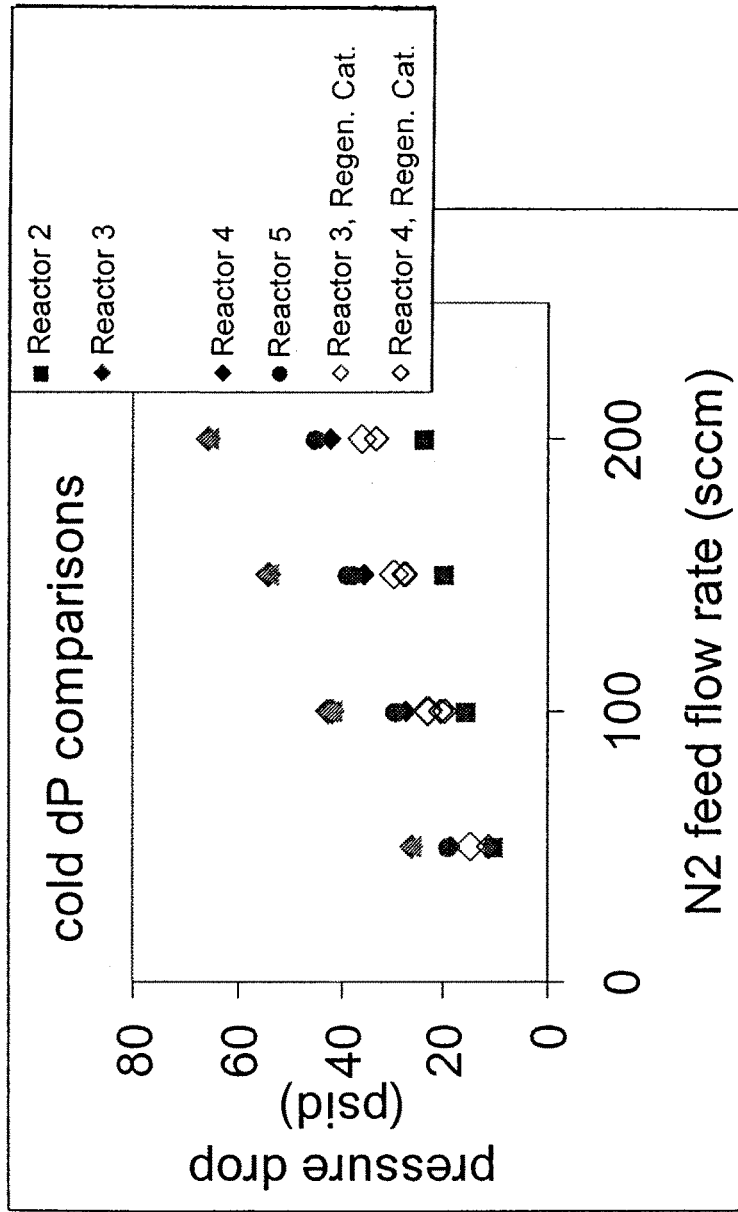 cold dP comparisons
Reactor 2
Reactor 3
Reactor 4
Reactor 5
Reactor 3, Regen. Cat.
Reactor 4, Regen. Cat.
pressure drop
(psid)
80
60
40
20
0
0
100
200
N2 feed flow rate (sccm)